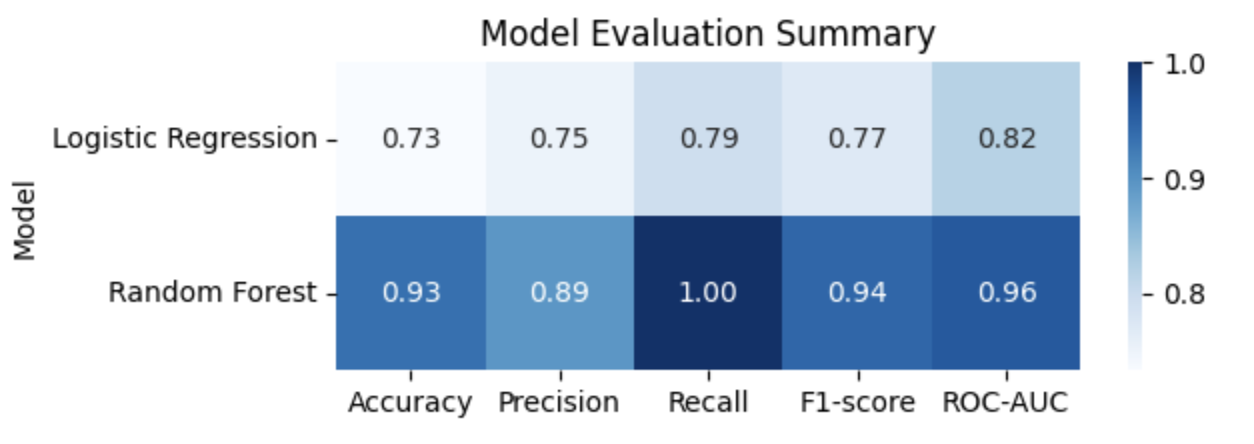 Model Evaluation Summary
Model
Logistic Regression 0.73 0.75 0.79 0.77 0.82
Random Forest 0.93 0.89 1.00 0.94 0.96
Accuracy Precision Recall F1-score ROC-AUC
1.0
0.9
0.8